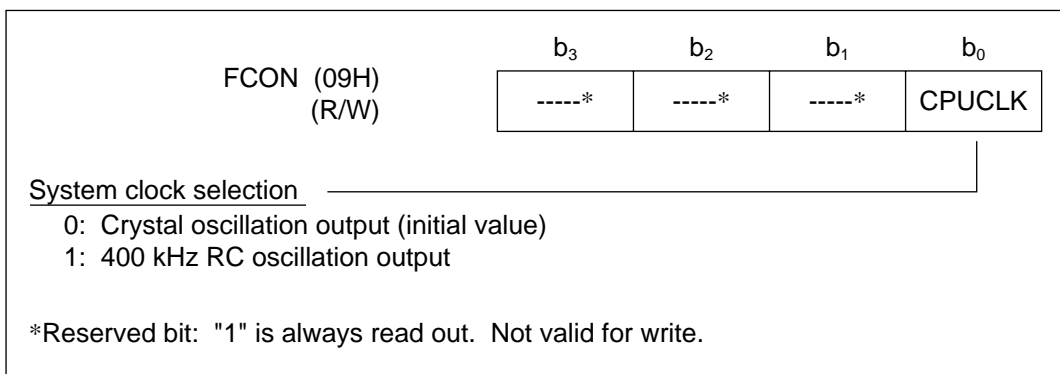 b3 b2 b1 b0
FCON (09H)
(R/W)
-----* -----* -----* CPUCLK
System clock selection
0: Crystal oscillation output (initial value)
1: 400 kHz RC oscillation output
*Reserved bit: "1" is always read out. Not valid for write.